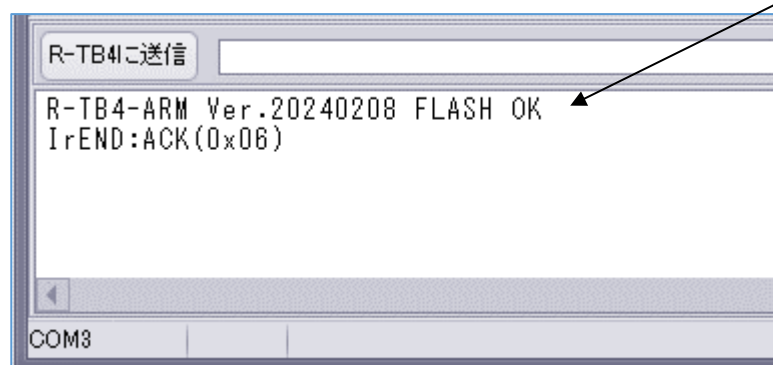 R-TB4に送信
R-TB4-ARM Ver.20240208 FLASH OK
IrEND:ACK(0x06)
COM3